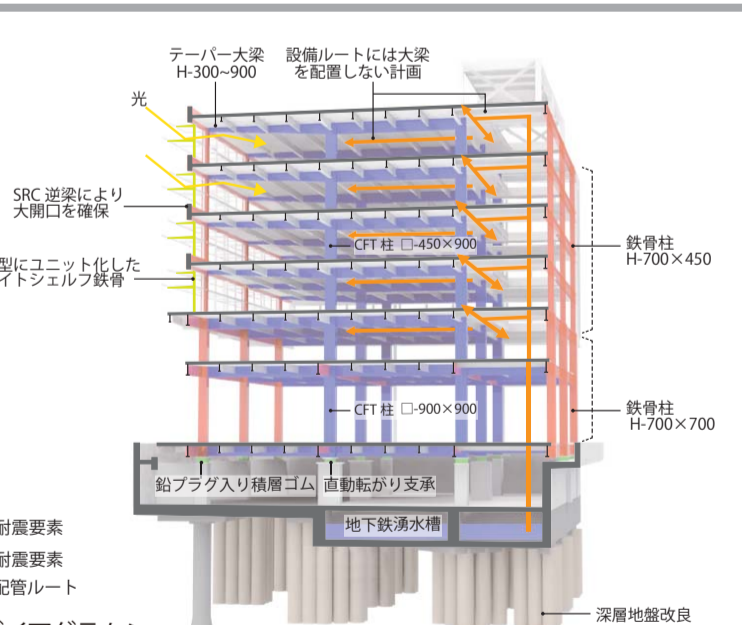 テーパー大梁
H-300~900
設備ルートには大梁
を配置しない計画
光
SRC 逆梁により
大開口を確保
型にユニット化した
イトシェルフ鉄骨
CFT 柱 □-450×900
鉄骨柱
H-700×450
CFT 柱 □-900×900
鉄骨柱
H-700×700
鉛プラグ入り積層ゴム
直動転がり支承
地下鉄湧水槽
耐震要素
耐震要素
配管ルート
深層地盤改良